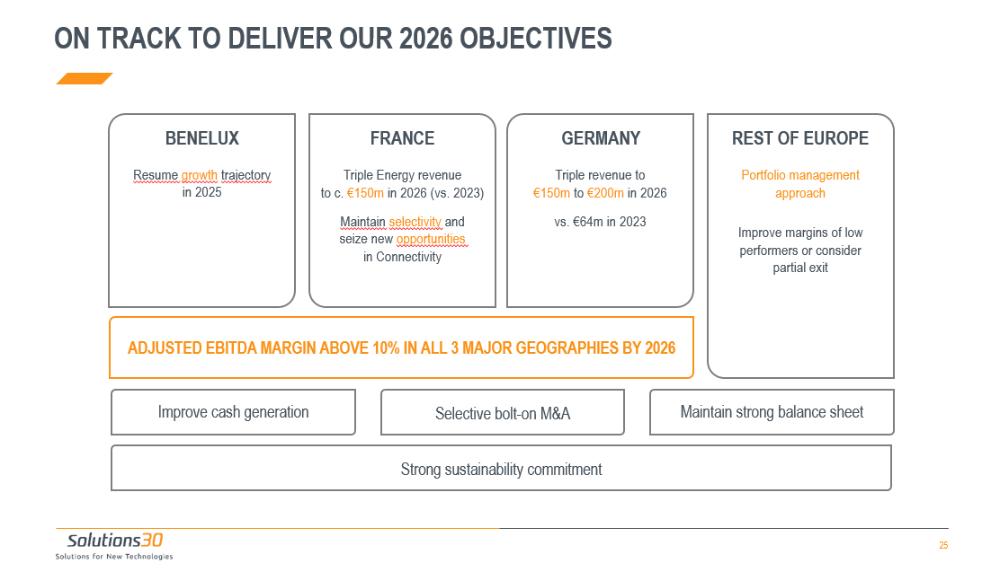 ON TRACK TO DELIVER OUR 2026 OBJECTIVES
BENELUX
Resume growth trajectory
in 2025
FRANCE
Triple Energy revenue
to c. €150m in 2026 (vs. 2023)
Maintain selectivity and
seize new opportunities
in Connectivity
GERMANY
Triple revenue to
€150m to €200m in 2026
vs. €64m in 2023
REST OF EUROPE
Portfolio management
approach
Improve margins of low
performers or consider
partial exit
ADJUSTED EBITDA MARGIN ABOVE 10% IN ALL 3 MAJOR GEOGRAPHIES BY 2026
Improve cash generation
Selective bolt-on M&A
Maintain strong balance sheet
Strong sustainability commitment
Solutions30
Solutions for New Technologies
25